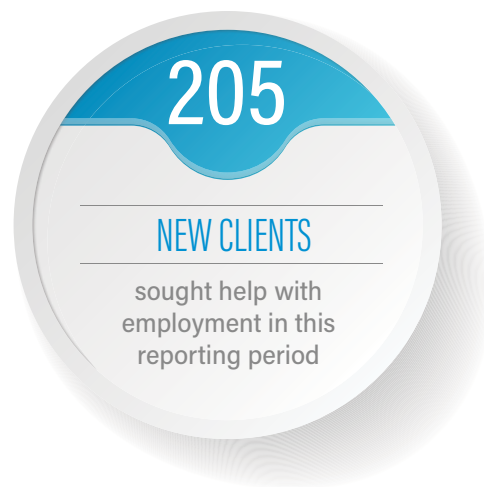 205
NEW CLIENTS
sought help with
employment in this
reporting period